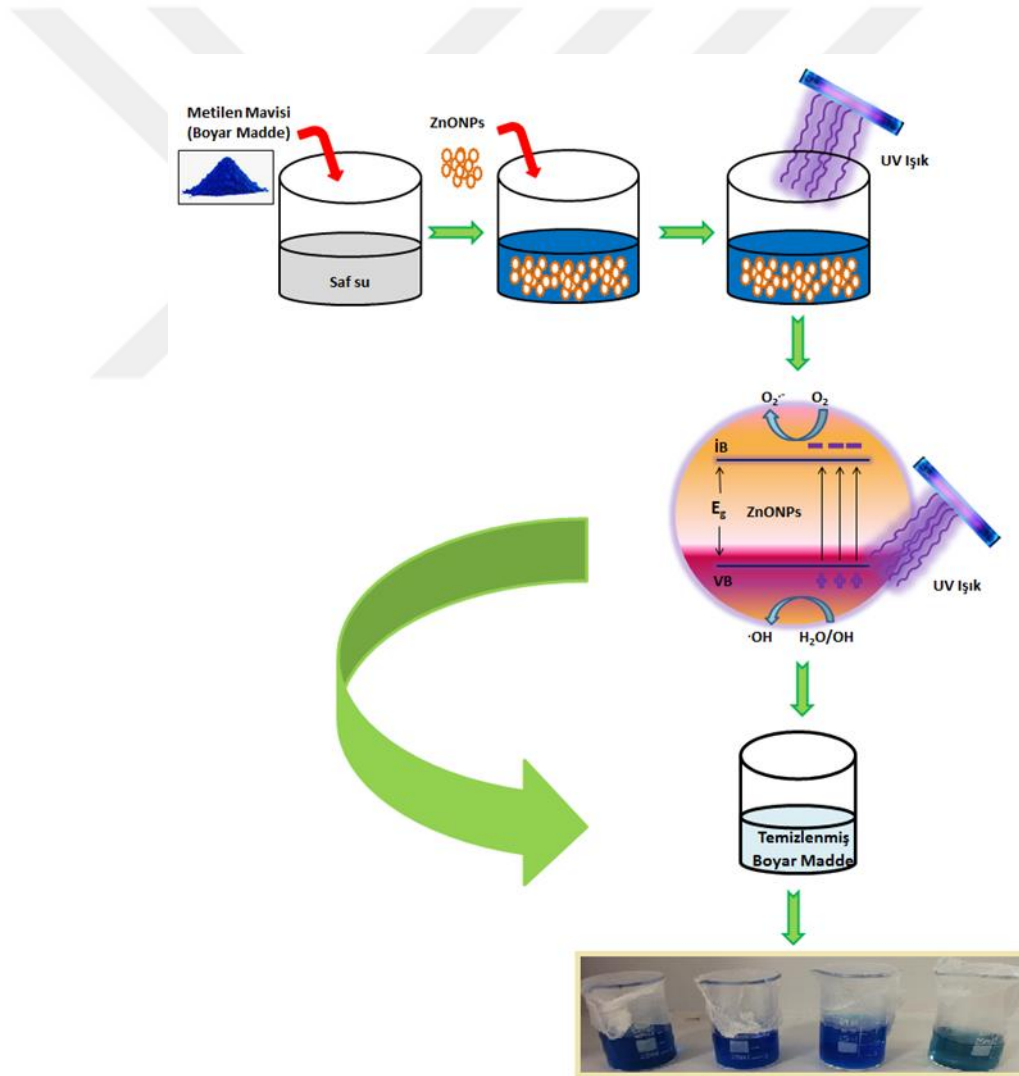 Metilen Mavisi
(Boyar Madde)
ZnONPs
UV Işık
Saf su
O₂·⁻ O₂
İB
E_g
ZnONPs
VB
UV Işık
·OH H₂O/OH
Temizlenmiş
Boyar Madde